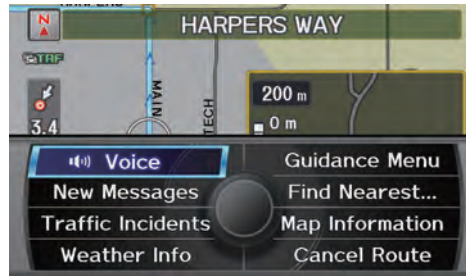 HARPERS WAY
N
TRF
MAIN
TECH
200 m
0 m
3.4
Voice
Guidance Menu
New Messages
Find Nearest...
Traffic Incidents
Map Information
Weather Info
Cancel Route